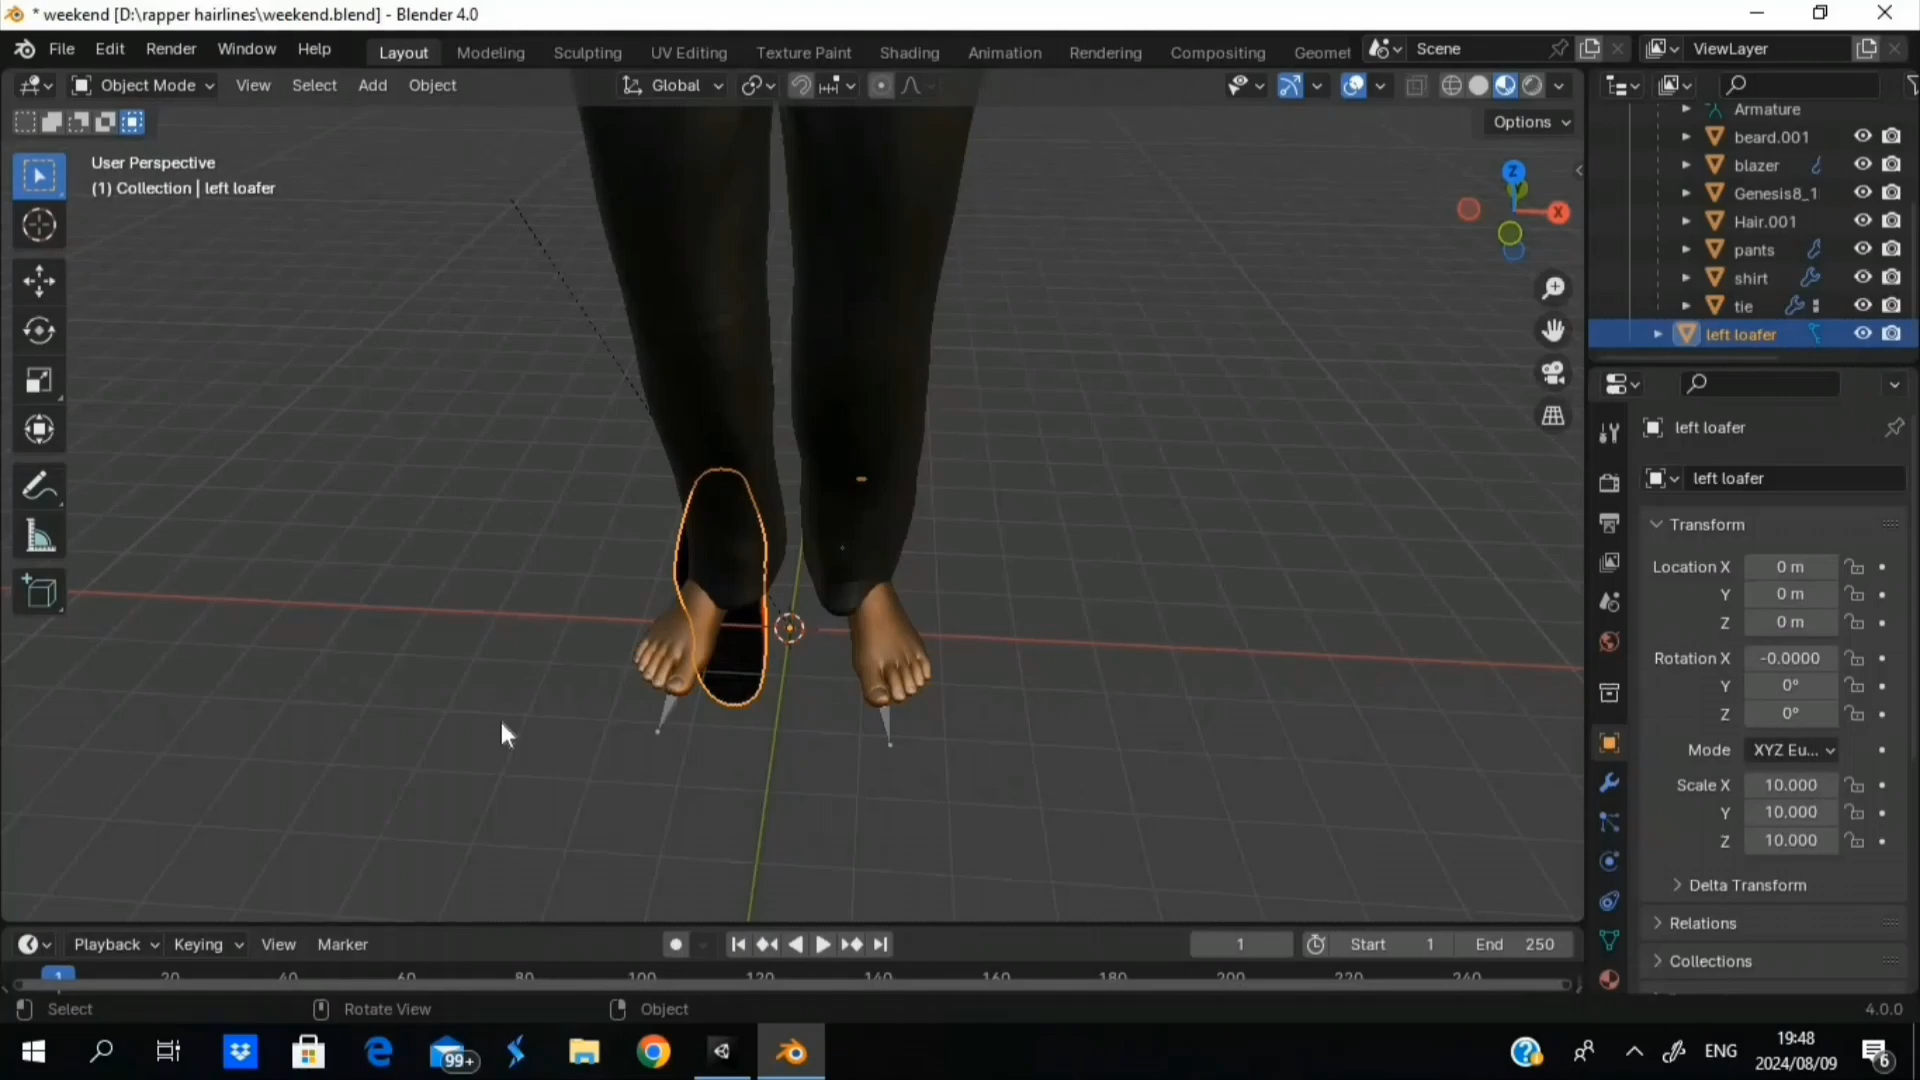 * weekend [D:\rapper hairlines\weekend.blend] - Blender 4.0
File Edit Render Window Help Layout Modeling Sculpting UV Editing Texture Paint Shading Animation Rendering Compositing Geomet Scene ViewLayer
Object Mode View Select Add Object Global
Options
User Perspective
(1) Collection | left loafer
Z
Y
X
Armature
beard.001
blazer
Genesis8_1
Hair.001
pants
shirt
tie
left loafer
left loafer
left loafer
Transform
Location X 0 m
Y 0 m
Z 0 m
Rotation X -0.0000
Y 0°
Z 0°
Mode XYZ Eu...
Scale X 10.000
Y 10.000
Z 10.000
Delta Transform
Relations
Collections
Playback Keying View Marker 1 Start 1 End 250
1 20 40 60 80 100 120 140 160 180 200 220 240
Select Rotate View Object 4.0.0
99+ ENG 19:48
2024/08/09 6